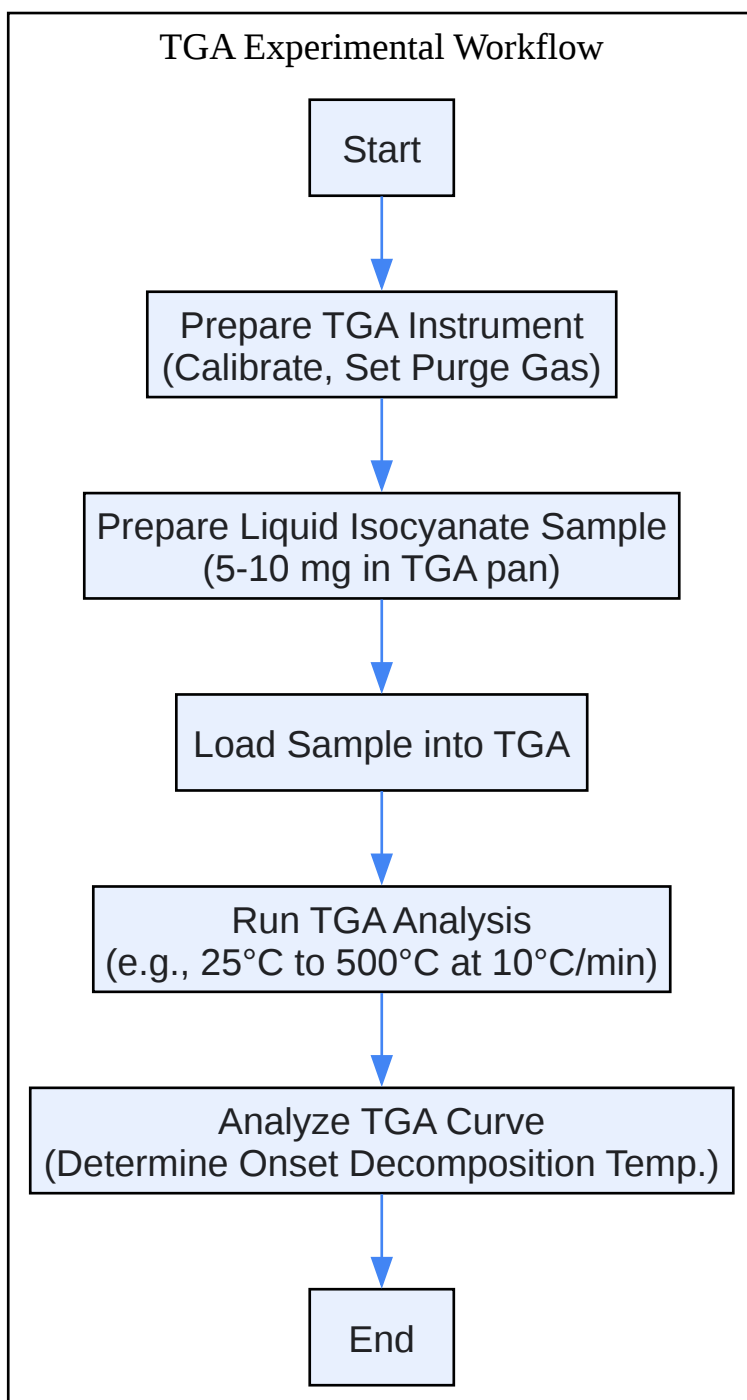 TGA Experimental Workflow
Start
Prepare TGA Instrument
(Calibrate, Set Purge Gas)
Prepare Liquid Isocyanate Sample
(5-10 mg in TGA pan)
Load Sample into TGA
Run TGA Analysis
(e.g., 25°C to 500°C at 10°C/min)
Analyze TGA Curve
(Determine Onset Decomposition Temp.)
End